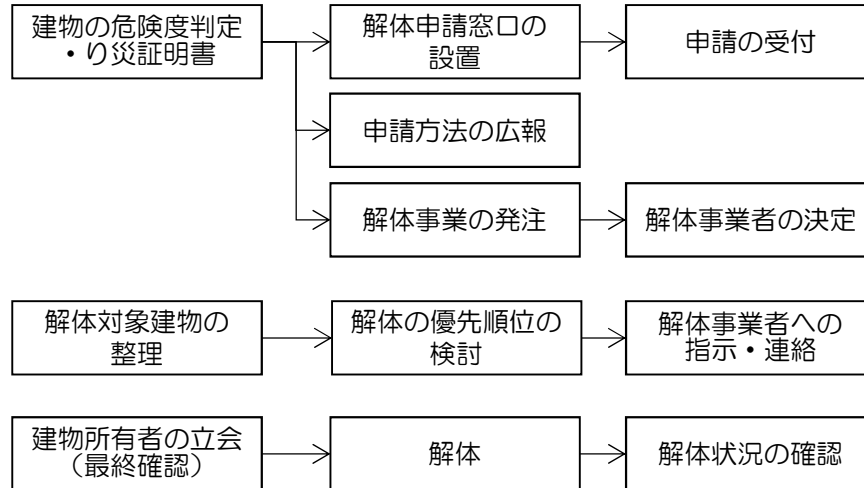 建物の危険度判定
・り災証明書
解体申請窓口の
設置
申請の受付
申請方法の広報
解体事業の発注
解体事業者の決定
解体対象建物の
整理
解体の優先順位の
検討
解体事業者への
指示・連絡
建物所有者の立会
（最終確認）
解体
解体状況の確認